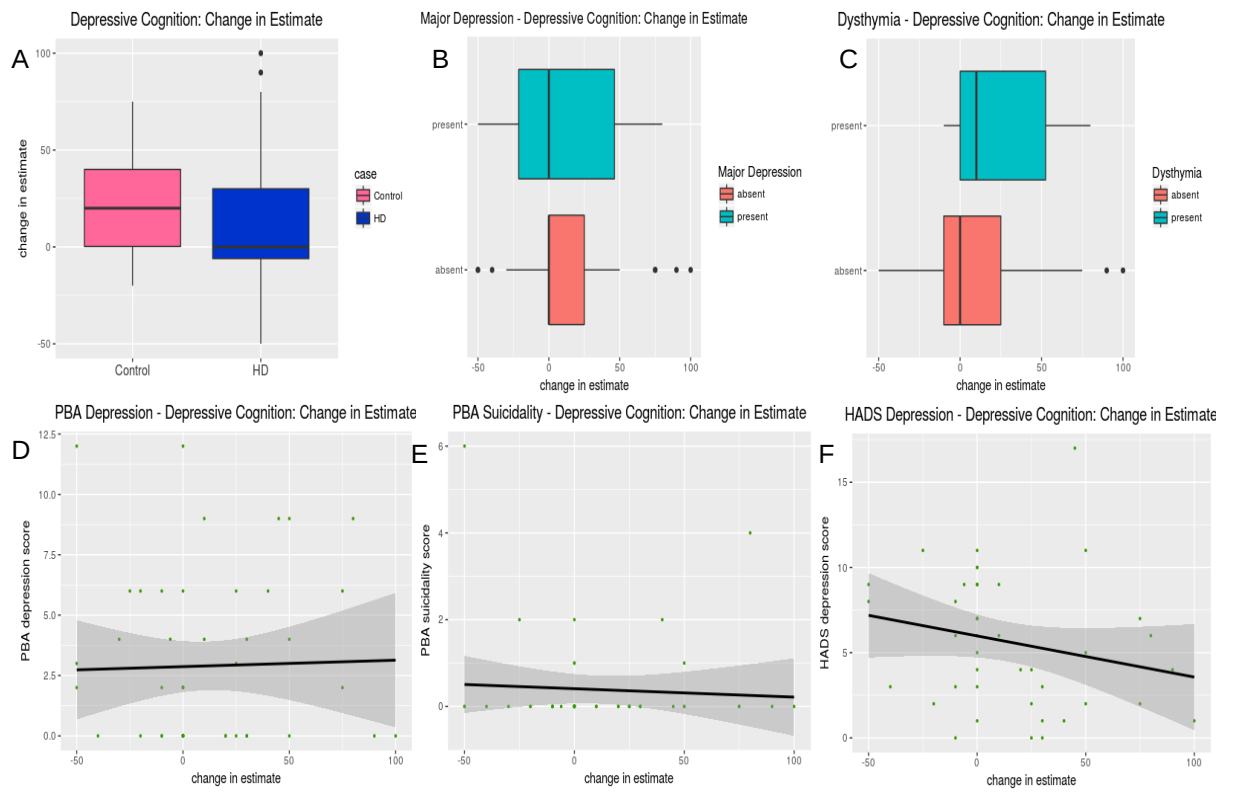 Depressive Cognition: Change in Estimate
A
100
50
0
-50
change in estimate
Control
HD
case
Control
HD
Major Depression - Depressive Cognition: Change in Estimate
B
present
absent
-50
0
50
100
change in estimate
Major Depression
absent
present
Dysthymia - Depressive Cognition: Change in Estimate
C
present
absent
-50
0
50
100
change in estimate
Dysthymia
absent
present
PBA Depression - Depressive Cognition: Change in Estimate
D
12.5
10.0
7.5
5.0
2.5
0.0
PBA depression score
-50
0
50
100
change in estimate
PBA Suicidality - Depressive Cognition: Change in Estimate
E
6
4
2
0
PBA suicidality score
-50
0
50
100
change in estimate
HADS Depression - Depressive Cognition: Change in Estimate
F
15
10
5
0
HADS depression score
-50
0
50
100
change in estimate